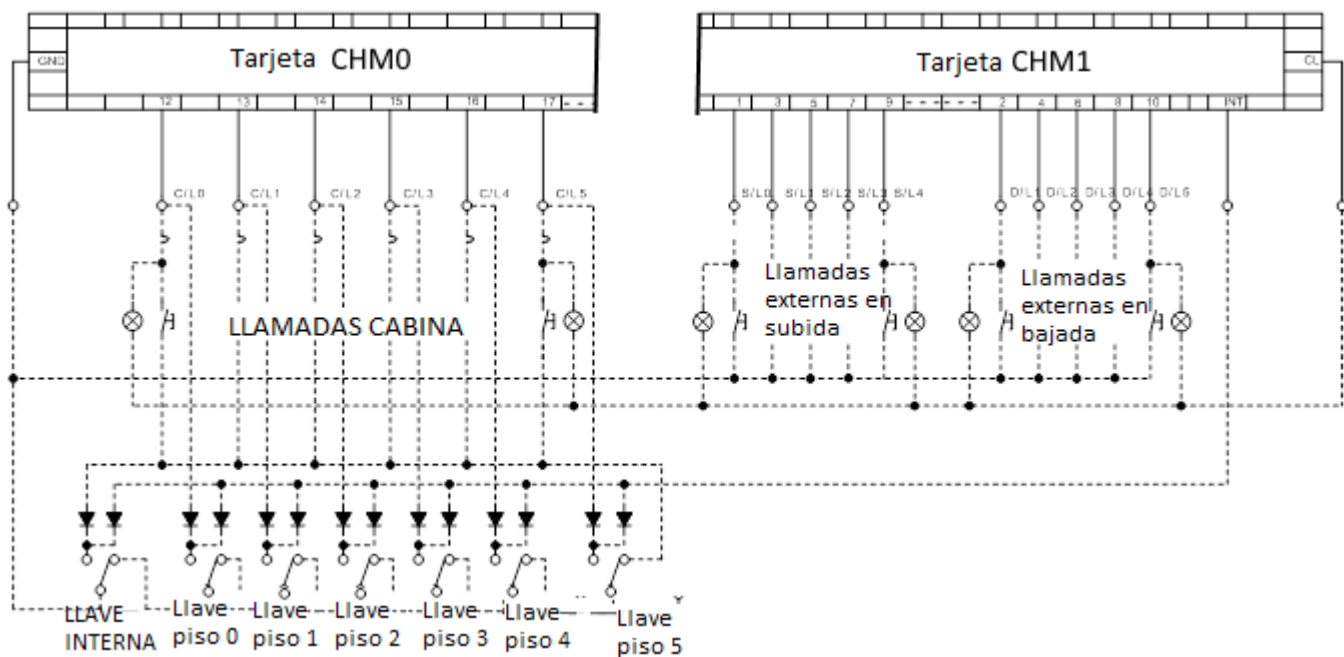 Tarjeta CHM0
Tarjeta CHM1
GND
CL
12 13 14 15 16 17
1 3 5 7 9 2 4 6 8 10 INT
C/L0 C/L1 C/L2 C/L3 C/L4 C/L5
S/L0 S/L1 S/L2 S/L3 S/L4 D/L1 D/L2 D/L3 D/L4
LLAMADAS CABINA
Llamadas
externas en
subida
Llamadas
externas en
bajada
LLAVE
INTERNA
Llave
piso 0
Llave
piso 1
Llave
piso 2
Llave
piso 3
Llave
piso 4
Llave
piso 5